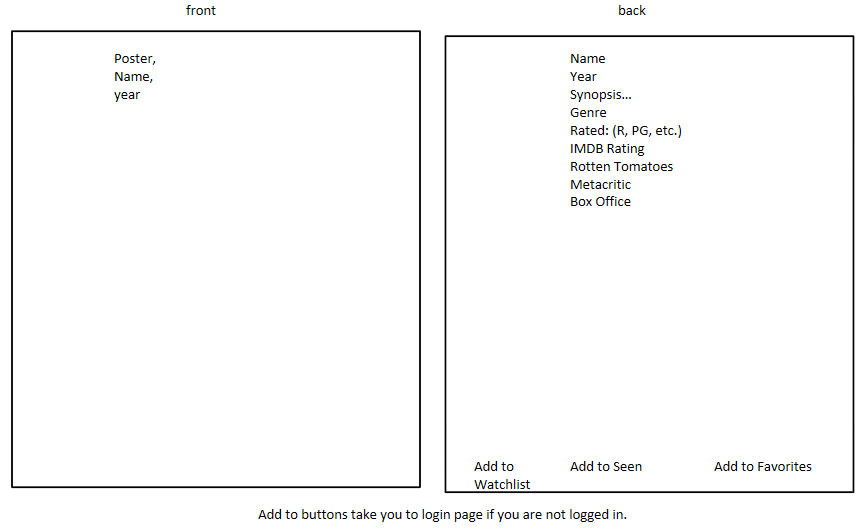 front
Poster,
Name,
year
back
Name
Year
Synopsis...
Genre
Rated: (R, PG, etc.)
IMDB Rating
Rotten Tomatoes
Metacritic
Box Office
Add to
Watchlist
Add to Seen
Add to Favorites
Add to buttons take you to login page if you are not logged in.